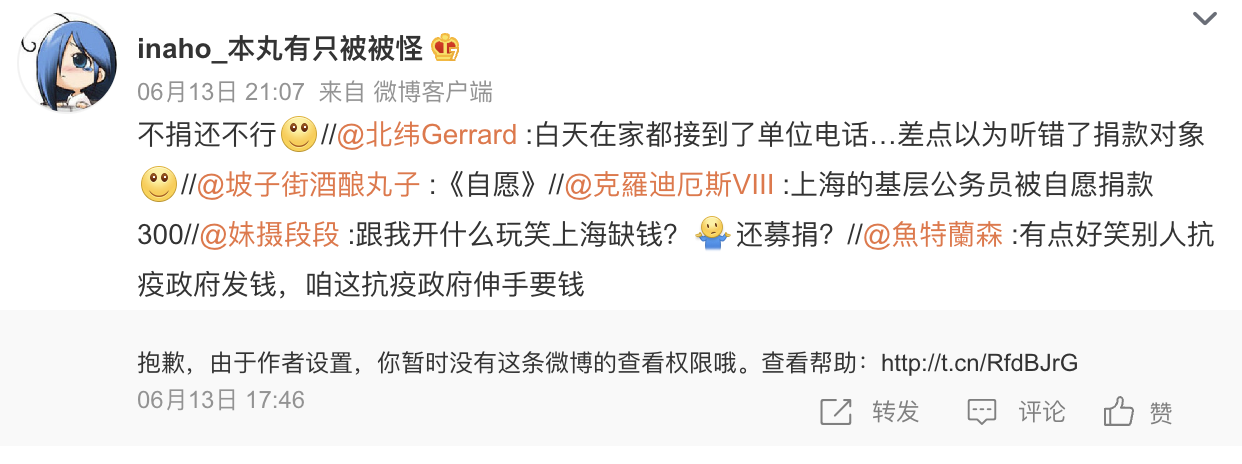 inaho_本丸有只被被怪
06月13日 21:07 来自 微博客户端
不捐还不行//@北纬Gerrard :白天在家都接到了单位电话…差点以为听错了捐款对象
//@坡子街酒酿丸子 :《自愿》//@克羅迪厄斯VIII :上海的基层公务员被自愿捐款
300//@妹摄段段 :跟我开什么玩笑上海缺钱？还募捐？//@魚特蘭森 :有点好笑别人抗
疫政府发钱，咱这抗疫政府伸手要钱
抱歉，由于作者设置，你暂时没有这条微博的查看权限哦。查看帮助：http://t.cn/RfdBJrG
06月13日 17:46
转发 评论 赞